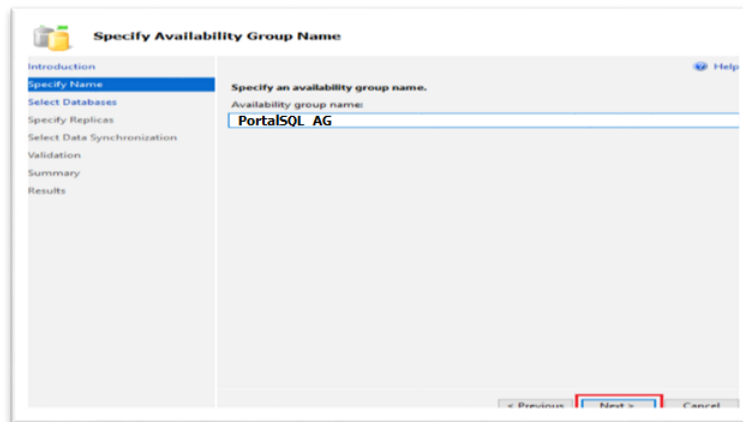 Specify Availability Group Name
Introduction
Help
Specify Name
Specify an availability group name.
Select Databases
Availability group name:
Specify Replicas
PortalSQL AG
Select Data Synchronization
Validation
Summary
Results
< Previous Next > Cancel